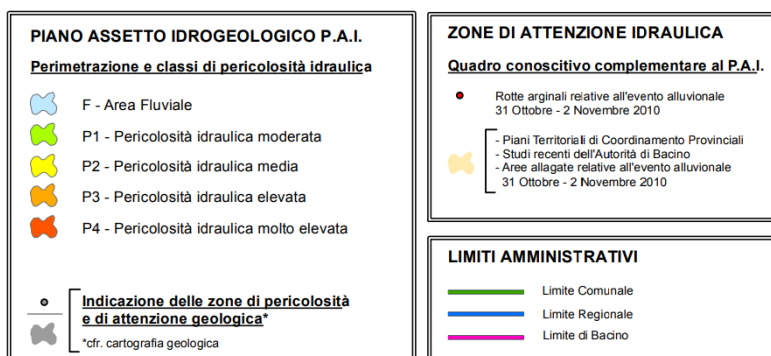 PIANO ASSETTO IDROGEOLOGICO P.A.I.
Perimetrazione e classi di pericolosità idraulica
F - Area Fluviale
P1 - Pericolosità idraulica moderata
P2 - Pericolosità idraulica media
P3 - Pericolosità idraulica elevata
P4 - Pericolosità idraulica molto elevata
Indicazione delle zone di pericolosità
e di attenzione geologica*
*cfr. cartografia geologica
ZONE DI ATTENZIONE IDRAULICA
Quadro conoscitivo complementare al P.A.I.
Rotte arginali relative all'evento alluvionale
31 Ottobre - 2 Novembre 2010
- Piani Territoriali di Coordinamento Provinciali
- Studi recenti dell'Autorità di Bacino
- Aree allagate relative all'evento alluvionale
31 Ottobre - 2 Novembre 2010
LIMITI AMMINISTRATIVI
Limite Comunale
Limite Regionale
Limite di Bacino